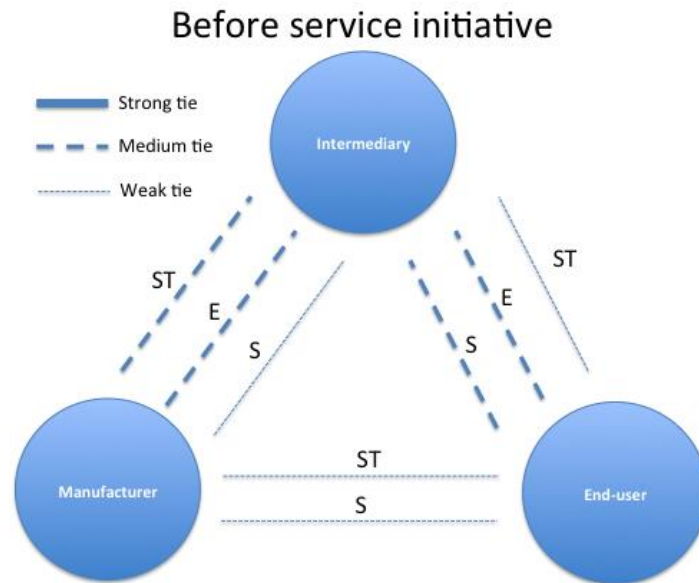 Before service initiative
Strong tie
Medium tie
Weak tie
Intermediary
ST
E
S
S
E
ST
ST
S
Manufacturer
End-user